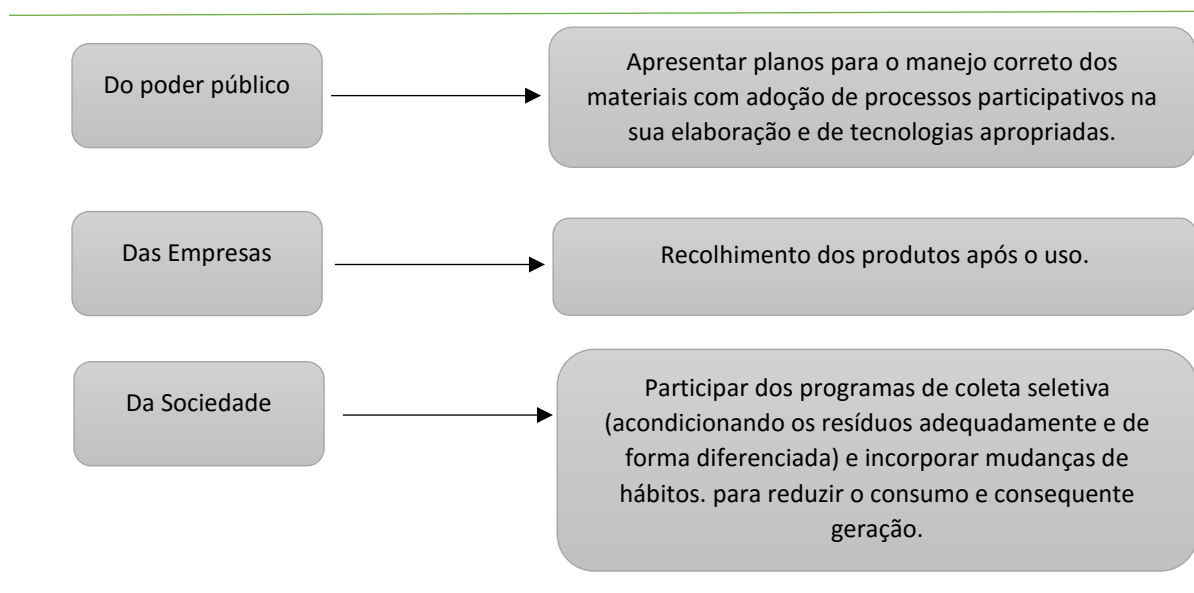 Do poder público
Apresentar planos para o manejo correto dos
materiais com adoção de processos participativos na
sua elaboração e de tecnologias apropriadas.
Das Empresas
Recolhimento dos produtos após o uso.
Da Sociedade
Participar dos programas de coleta seletiva
(acondicionando os resíduos adequadamente e de
forma diferenciada) e incorporar mudanças de
hábitos. para reduzir o consumo e consequente
geração.